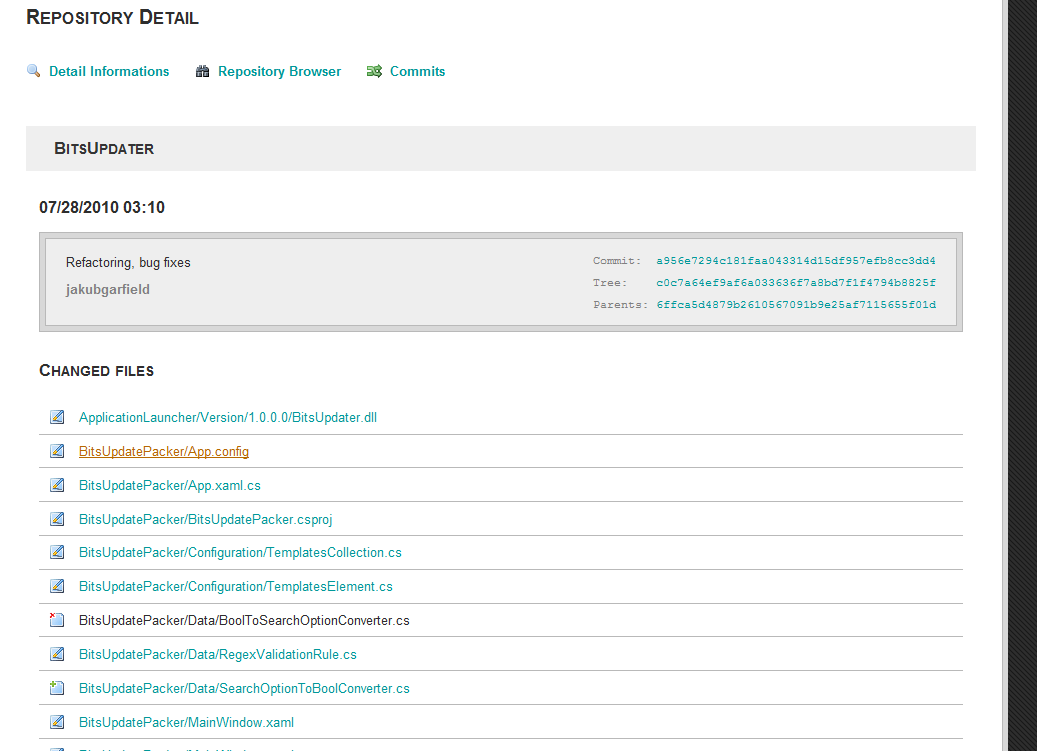 Repository Detail
Detail Informations Repository Browser Commits
BitsUpdater
07/28/2010 03:10
Refactoring, bug fixes
jakubgarfield
Commit: a956e7294c181faa043314d15df957efb8cc3dd4
Tree: c0c7a64ef9af6a033636f7a8bd7f1f4794b8825f
Parents: 6ffca5d4879b2610567091b9e25af7115655f01d
Changed files
ApplicationLauncher/Version/1.0.0.0/BitsUpdater.dll
BitsUpdatePacker/App.config
BitsUpdatePacker/App.xaml.cs
BitsUpdatePacker/BitsUpdatePacker.csproj
BitsUpdatePacker/Configuration/TemplatesCollection.cs
BitsUpdatePacker/Configuration/TemplatesElement.cs
BitsUpdatePacker/Data/BoolToSearchOptionConverter.cs
BitsUpdatePacker/Data/RegexValidationRule.cs
BitsUpdatePacker/Data/SearchOptionToBoolConverter.cs
BitsUpdatePacker/MainWindow.xaml